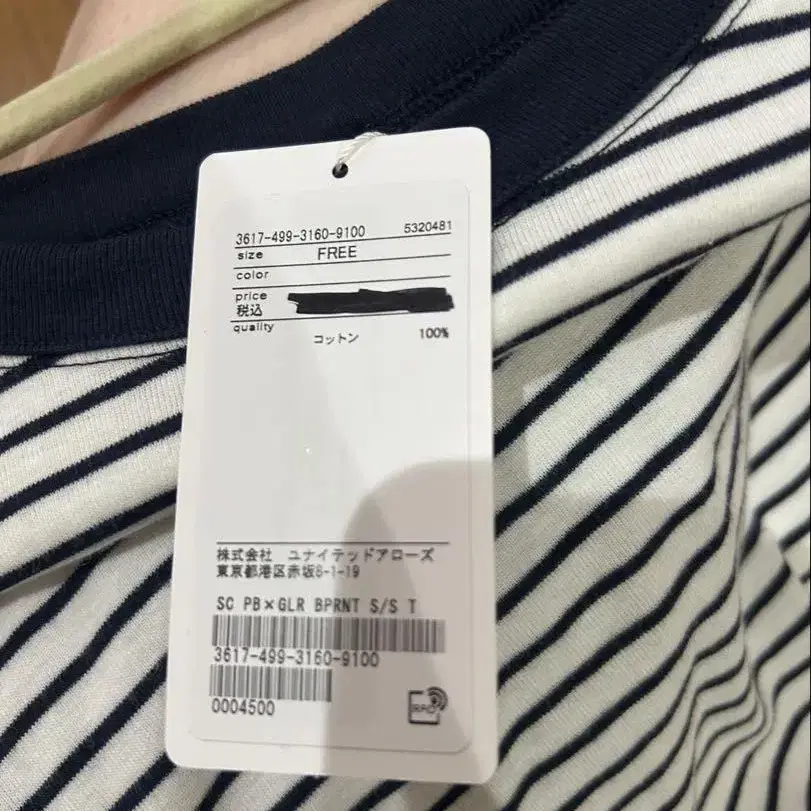 3617-499-3160-9100 5320481
size FREE
color
price
税込
quality
コットン 100%
株式会社 ユナイテッドアローズ
東京都港区赤坂8-1-19
SC PB×GLR BPRNT S/S T
3617-499-3160-9100
0004500
RFID